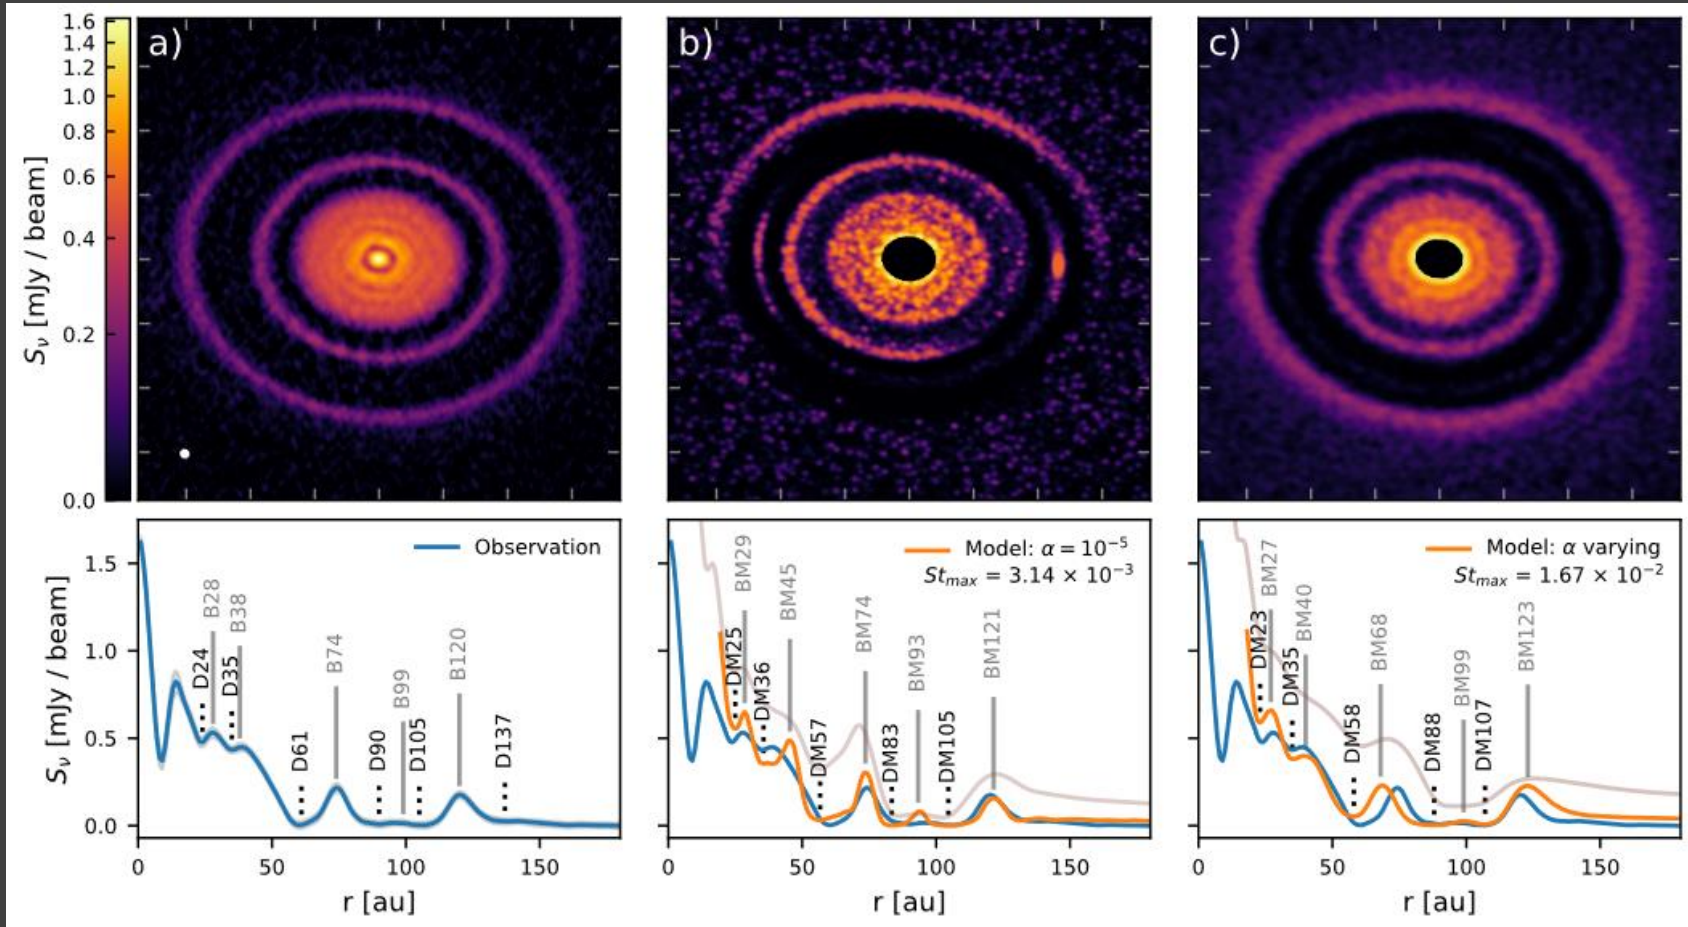 a)
b)
c)
1.6
1.4
1.2
1.0
0.8
0.6
0.4
0.2
0.0
Sν [mJy / beam]
Observation
1.5
1.0
0.5
0.0
Sν [mJy / beam]
D24
B28
D35
B38
D61
B74
D90
B99
D105
B120
D137
0
50
100
150
r [au]
Model: α = 10⁻⁵
Stmax = 3.14 × 10⁻³
DM25
BM29
DM36
BM45
DM57
BM74
DM83
BM93
DM105
BM121
0
50
100
150
r [au]
Model: α varying
Stmax = 1.67 × 10⁻²
DM23
BM27
DM35
BM40
DM58
BM68
DM88
BM99
DM107
BM123
0
50
100
150
r [au]